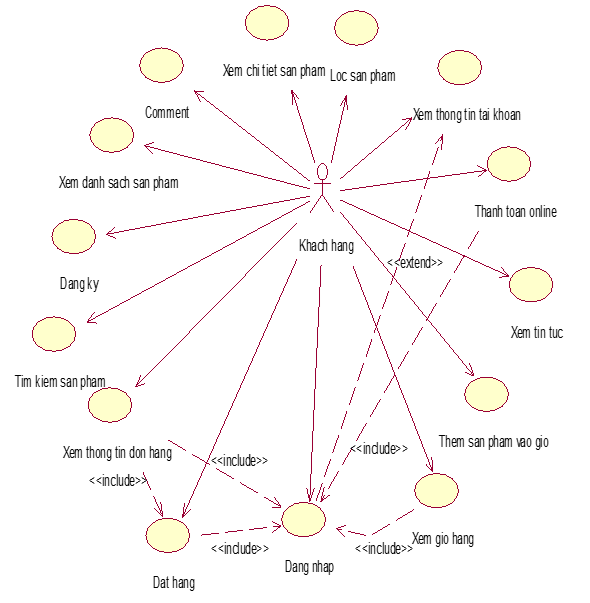 Xem chi tiet san pham
Loc san pham
Comment
Xem thong tin tai khoan
Xem danh sach san pham
Thanh toan online
Khach hang
<<extend>>
Dang ky
Xem tin tuc
Tim kiem san pham
Them san pham vao gio
Xem thong tin don hang
<<include>>
<<include>>
<<include>>
Xem gio hang
<<include>>
<<include>>
Dang nhap
Dat hang